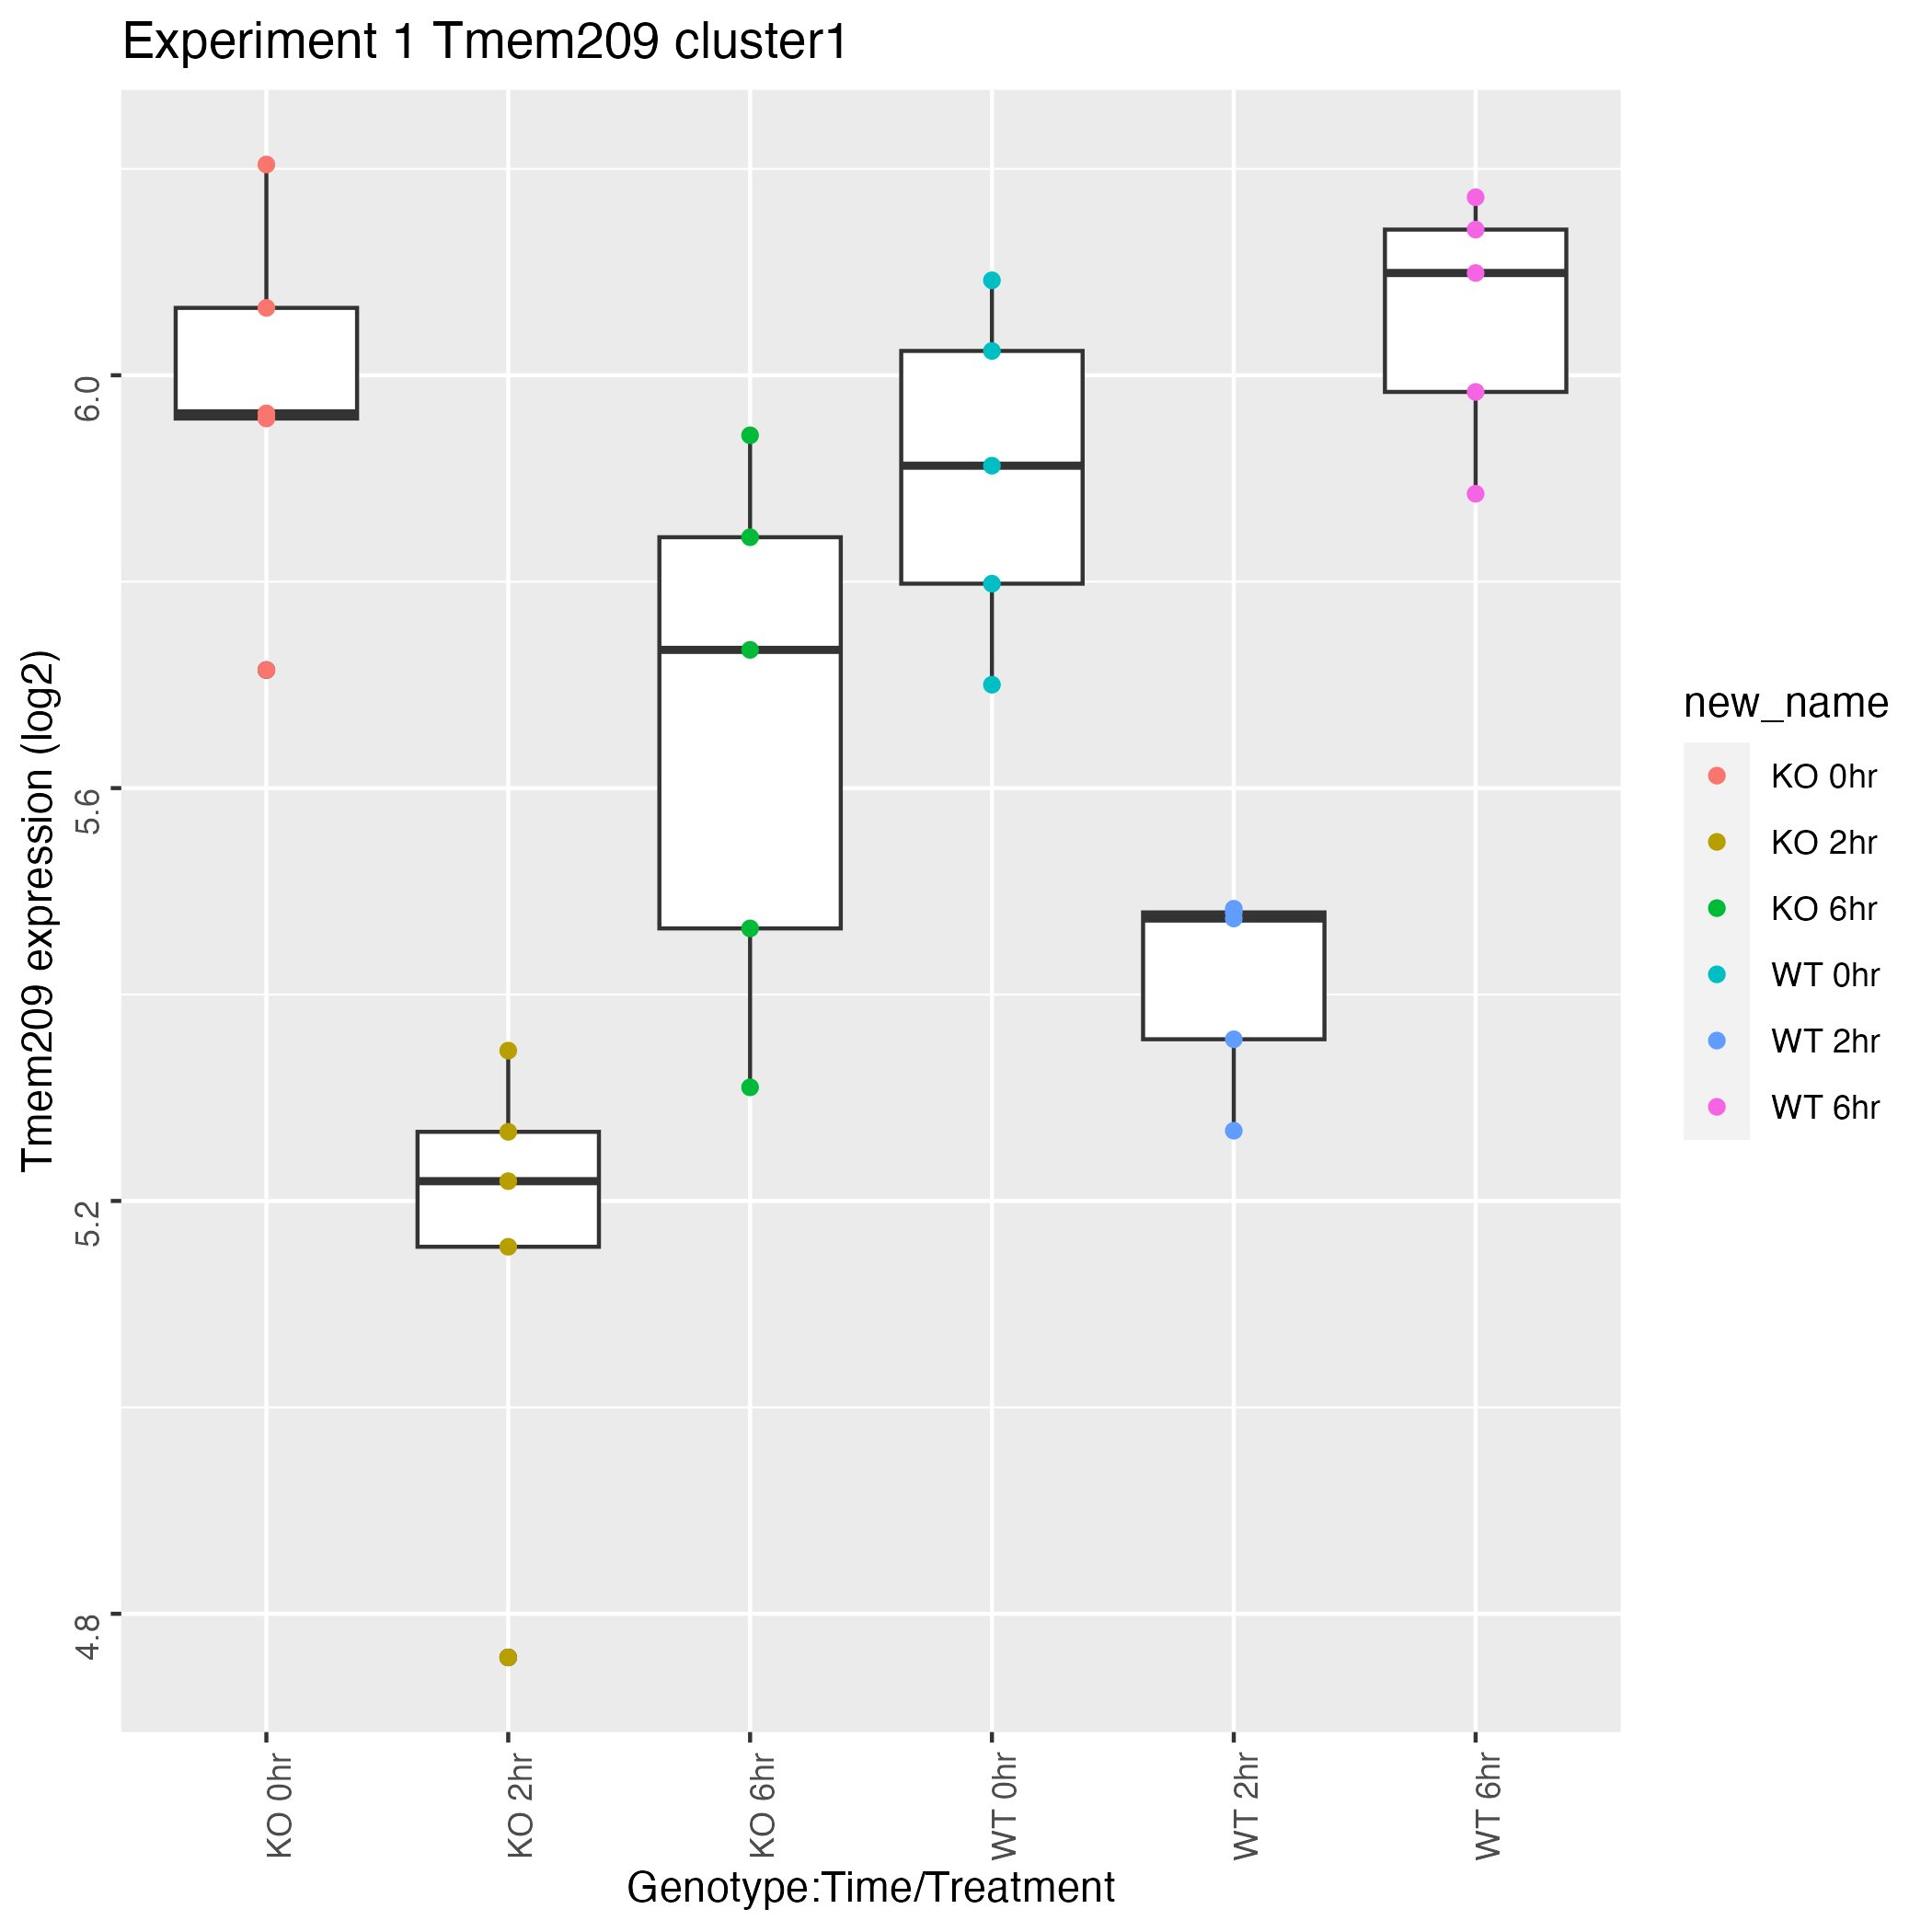 Experiment 1 Tmem209 cluster1
Tmem209 expression (log2)
6.0
5.6
5.2
4.8
KO 0hr
KO 2hr
KO 6hr
WT 0hr
WT 2hr
WT 6hr
Genotype:Time/Treatment
new_name
KO 0hr
KO 2hr
KO 6hr
WT 0hr
WT 2hr
WT 6hr